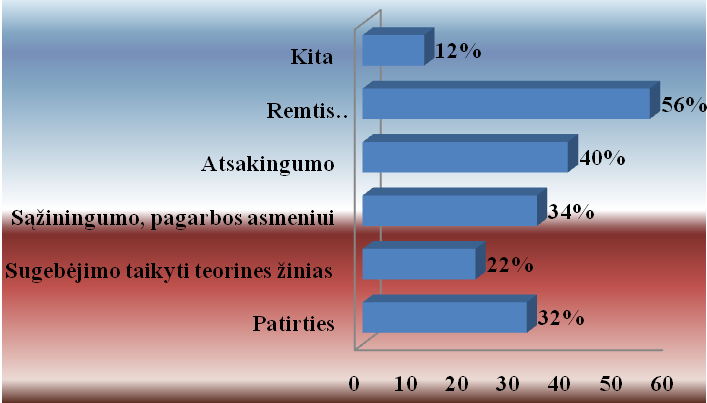 Kita 12%
Remtis.. 56%
Atsakingumo 40%
Sąžiningumo, pagarbos asmeniui 34%
Sugebėjimo taikyti teorines žinias 22%
Patirties 32%
0 10 20 30 40 50 60